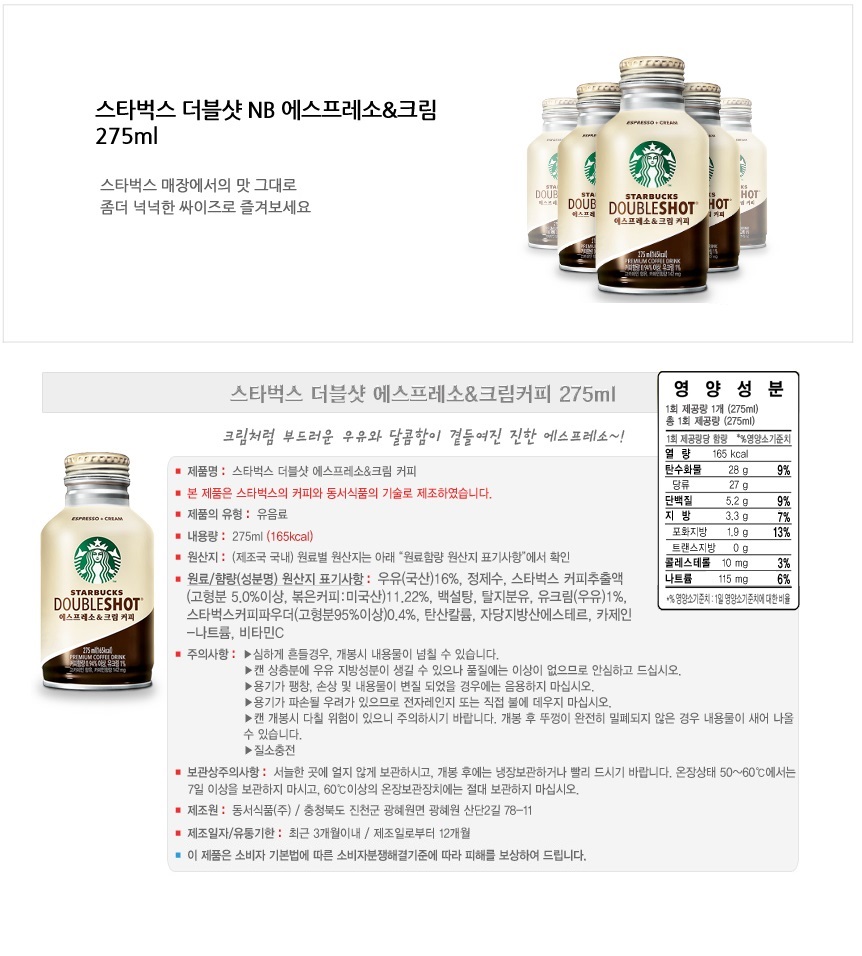 스타벅스 더블샷 NB 에스프레소&크림
275ml
스타벅스 매장에서의 맛 그대로
좀더 넉넉한 싸이즈로 즐겨보세요
ESPRESSO + CREAM
STARBUCKS
DOUBLESHOT
에스프레소&크림 커피
275 ml(165kcal)
PREMIUM COFFEE DRINK
스타벅스 더블샷 에스프레소&크림커피 275ml
크림처럼 부드러운 우유와 달콤함이 곁들여진 진한 에스프레소~!
영 양 성 분
1회 제공량 1개 (275ml)
총 1회 제공량 (275ml)
1회 제공량당 함량 *%영양소기준치
열 량 165 kcal
탄수화물 28 g 9%
당류 27 g
단백질 5.2 g 9%
지 방 3.3 g 7%
포화지방 1.9 g 13%
트랜스지방 0 g
콜레스테롤 10 mg 3%
나트륨 115 mg 6%
*% 영양소기준치 : 1일 영양소기준치에 대한 비율
ESPRESSO + CREAM
STARBUCKS
DOUBLESHOT
에스프레소&크림 커피
275 ml(165kcal)
PREMIUM COFFEE DRINK
제품명 : 스타벅스 더블샷 에스프레소&크림 커피
본 제품은 스타벅스의 커피와 동서식품의 기술로 제조하였습니다.
제품의 유형 : 유음료
내용량 : 275ml (165kcal)
원산지 : (제조국 국내) 원료별 원산지는 아래 “원료함량 원산지 표기사항”에서 확인
원료/햠량(성분명) 원산지 표기사항 : 우유(국산)16%, 정제수, 스타벅스 커피추출액
(고형분 5.0%이상, 볶은커피:미국산)11.22%, 백설탕, 탈지분유, 유크림(우유)1%,
스타벅스커피파우더(고형분95%이상)0.4%, 탄산칼륨, 자당지방산에스테르, 카제인
-나트륨, 비타민C
주의사항 : ▶심하게 흔들경우, 개봉시 내용물이 넘칠 수 있습니다.
▶캔 상층분에 우유 지방성분이 생길 수 있으나 품질에는 이상이 없으므로 안심하고 드십시오.
▶용기가 팽창, 손상 및 내용물이 변질 되었을 경우에는 음용하지 마십시오.
▶용기가 파손될 우려가 있으므로 전자레인지 또는 직접 불에 데우지 마십시오.
▶캔 개봉시 다칠 위험이 있으니 주의하시기 바랍니다. 개봉 후 뚜껑이 완전히 밀폐되지 않은 경우 내용물이 새어 나올
수 있습니다.
▶질소충전
보관상주의사항 : 서늘한 곳에 얼지 않게 보관하시고, 개봉 후에는 냉장보관하거나 빨리 드시기 바랍니다. 온장상태 50~60℃에서는
7일 이상을 보관하지 마시고, 60℃이상의 온장보관장치에는 절대 보관하지 마십시오.
제조원 : 동서식품(주) / 충청북도 진천군 광혜원면 광혜원 산단2길 78-11
제조일자/유통기한 : 최근 3개월이내 / 제조일로부터 12개월
이 제품은 소비자 기본법에 따른 소비자분쟁해결기준에 따라 피해를 보상하여 드립니다.